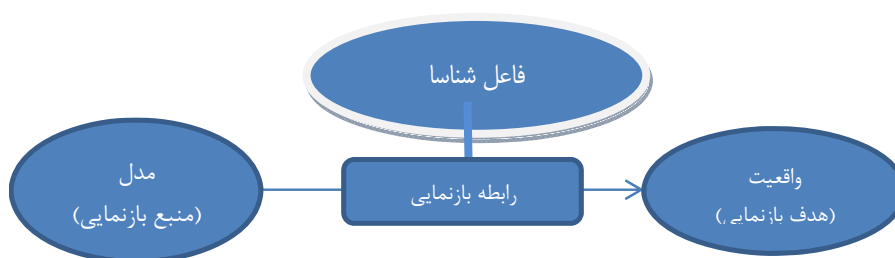 فاعل شناسا
مدل
(منبع بازنمایی)
رابطه بازنمایی
واقعیت
(هدف بازنمایی)